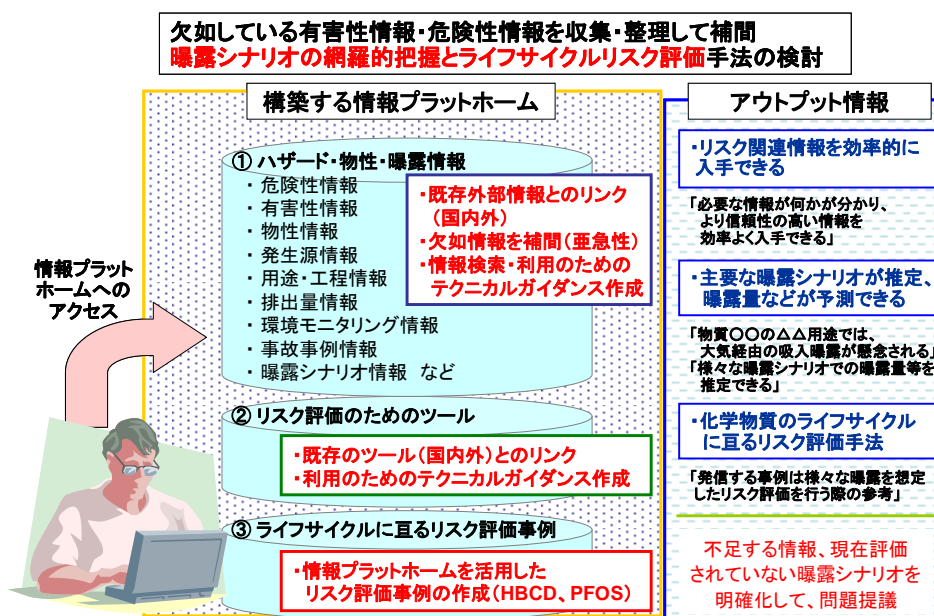 欠如している有害性情報・危険性情報を収集・整理して補間
曝露シナリオの網羅的把握とライフサイクルリスク評価手法の検討
構築する情報プラットホーム
① ハザード・物性・曝露情報
・ 危険性情報
・ 有害性情報
・ 物性情報
・ 発生源情報
・ 用途・工程情報
・ 排出量情報
・ 環境モニタリング情報
・ 事故事例情報
・ 曝露シナリオ情報 など
・既存外部情報とのリンク
(国内外)
・欠如情報を補間(亜急性)
・情報検索・利用のための
テクニカルガイダンス作成
情報プラット
ホームへの
アクセス
② リスク評価のためのツール
・既存のツール(国内外)とのリンク
・利用のためのテクニカルガイダンス作成
③ ライフサイクルに亘るリスク評価事例
・情報プラットホームを活用した
リスク評価事例の作成(HBCD、PFOS)
アウトプット情報
・リスク関連情報を効率的に
入手できる
「必要な情報が何かが分かり、
より信頼性の高い情報を
効率よく入手できる」
・主要な曝露シナリオが推定、
曝露量などが予測できる
「物質〇〇の△△用途では、
大気経由の吸入曝露が懸念される」
「様々な曝露シナリオでの曝露量等を
推定できる」
・化学物質のライフサイクル
に亘るリスク評価手法
「発信する事例は様々な曝露を想定
したリスク評価を行う際の参考」
不足する情報、現在評価
されていない曝露シナリオを
明確化して、問題提議